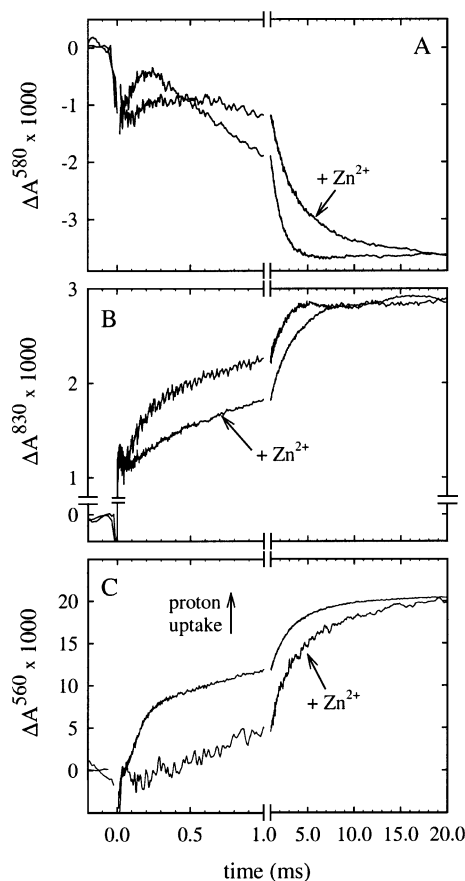 A
0
-1
-2
-3
ΔA⁵⁸⁰ x 1000
+ Zn²⁺
B
3
2
1
0
ΔA⁸³⁰ x 1000
+ Zn²⁺
C
20
15
10
5
0
ΔA⁵⁶⁰ x 1000
proton
uptake
+ Zn²⁺
0.0 0.5 1.0 5.0 10.0 15.0 20.0
time (ms)